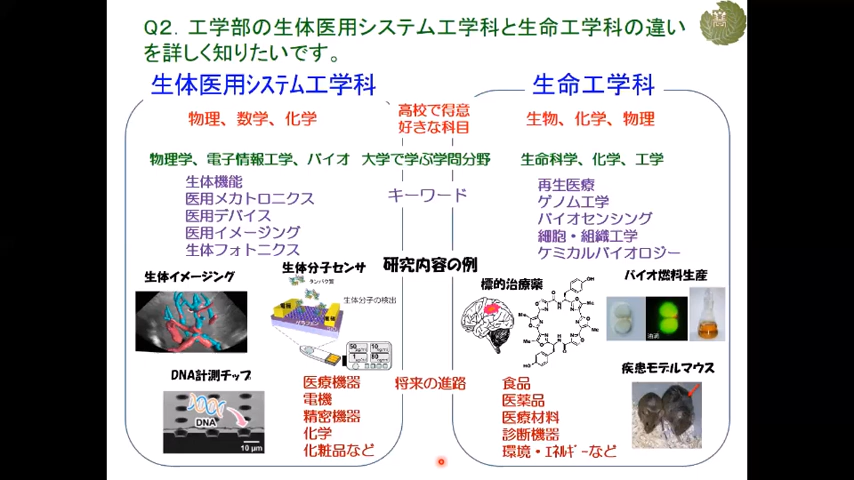 Q2．工学部の生体医用システム工学科と生命工学科の違い
を詳しく知りたいです。
生体医用システム工学科
生命工学科
物理、数学、化学
高校で得意
好きな科目
生物、化学、物理
物理学、電子情報工学、バイオ
大学で学ぶ学問分野
生命科学、化学、工学
生体機能
医用メカトロニクス
医用デバイス
医用イメージング
生体フォトニクス
キーワード
再生医療
ゲノム工学
バイオセンシング
細胞・組織工学
ケミカルバイオロジー
研究内容の例
生体イメージング
生体分子センサ
タンパク質
生体分子の検出
電極
電極
グラフェン
標的治療薬
バイオ燃料生産
油滴
DNA計測チップ
DNA
10 μm
疾患モデルマウス
医療機器
電機
精密機器
化学
化粧品など
将来の進路
食品
医薬品
医療材料
診断機器
環境・ｴﾈﾙｷﾞｰなど